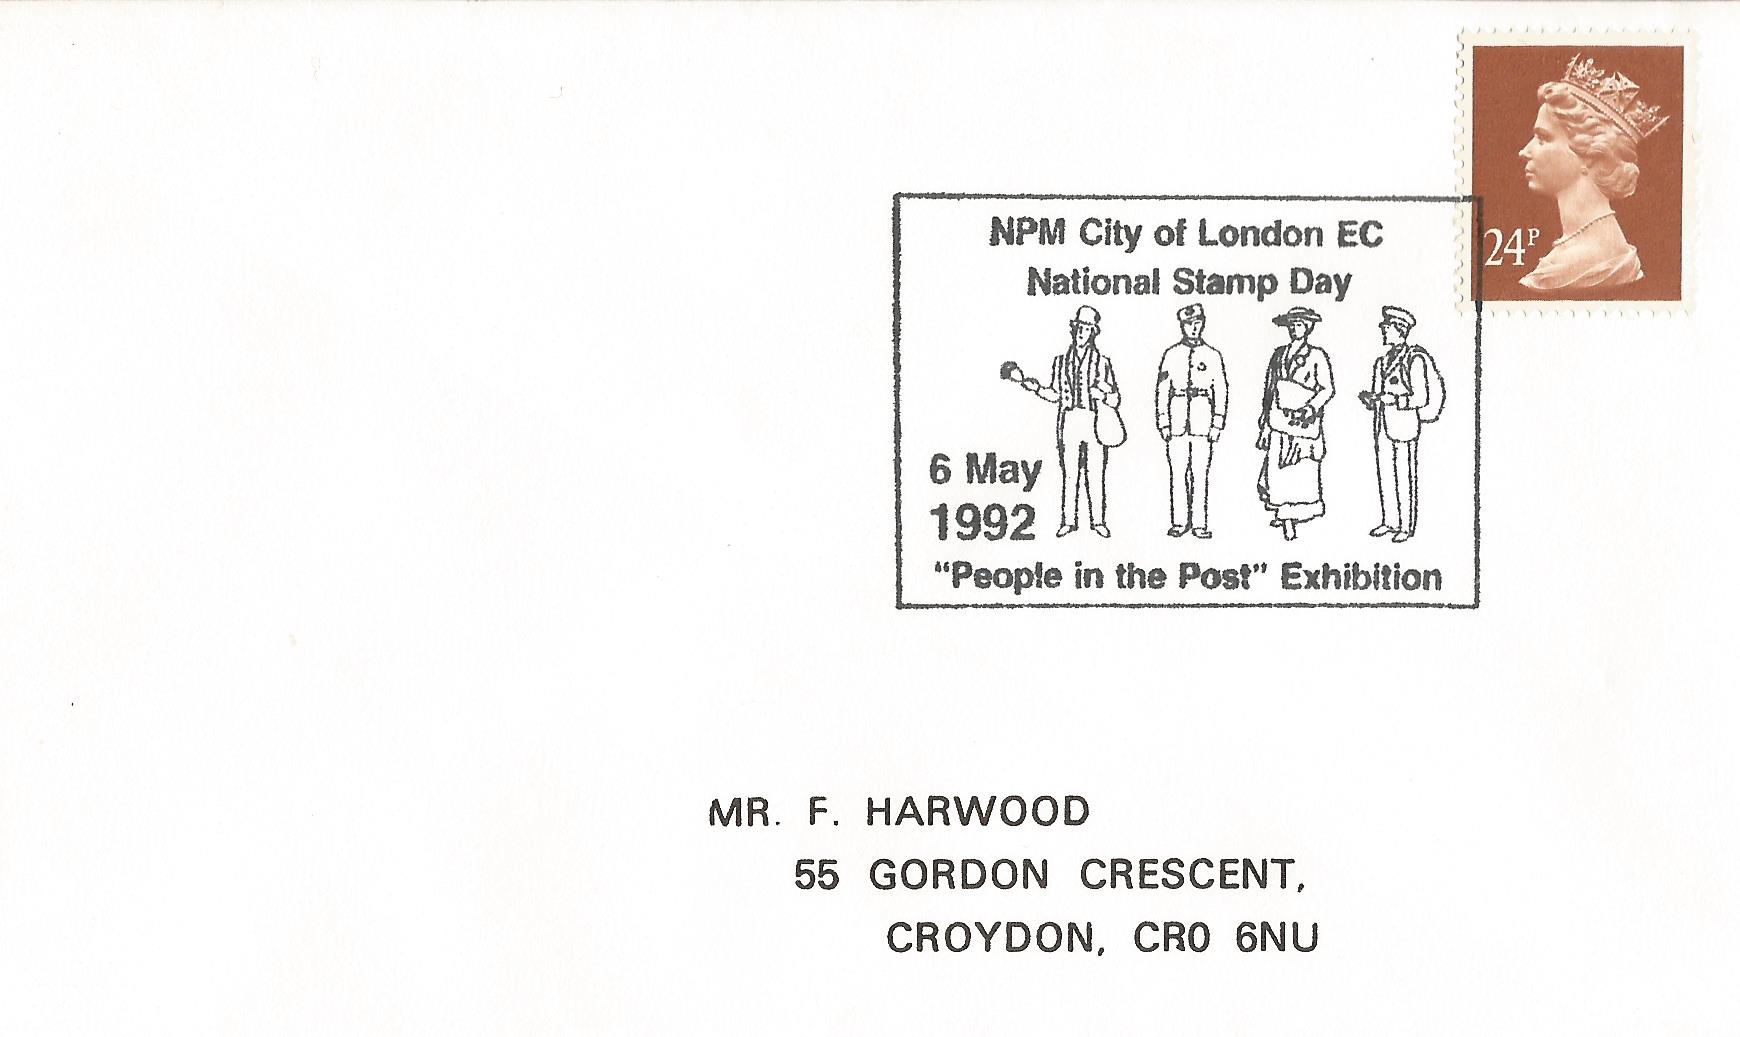 24P
NPM City of London EC
National Stamp Day
6 May
1992
“People in the Post” Exhibition
MR. F. HARWOOD
55 GORDON CRESCENT,
CROYDON, CR0 6NU